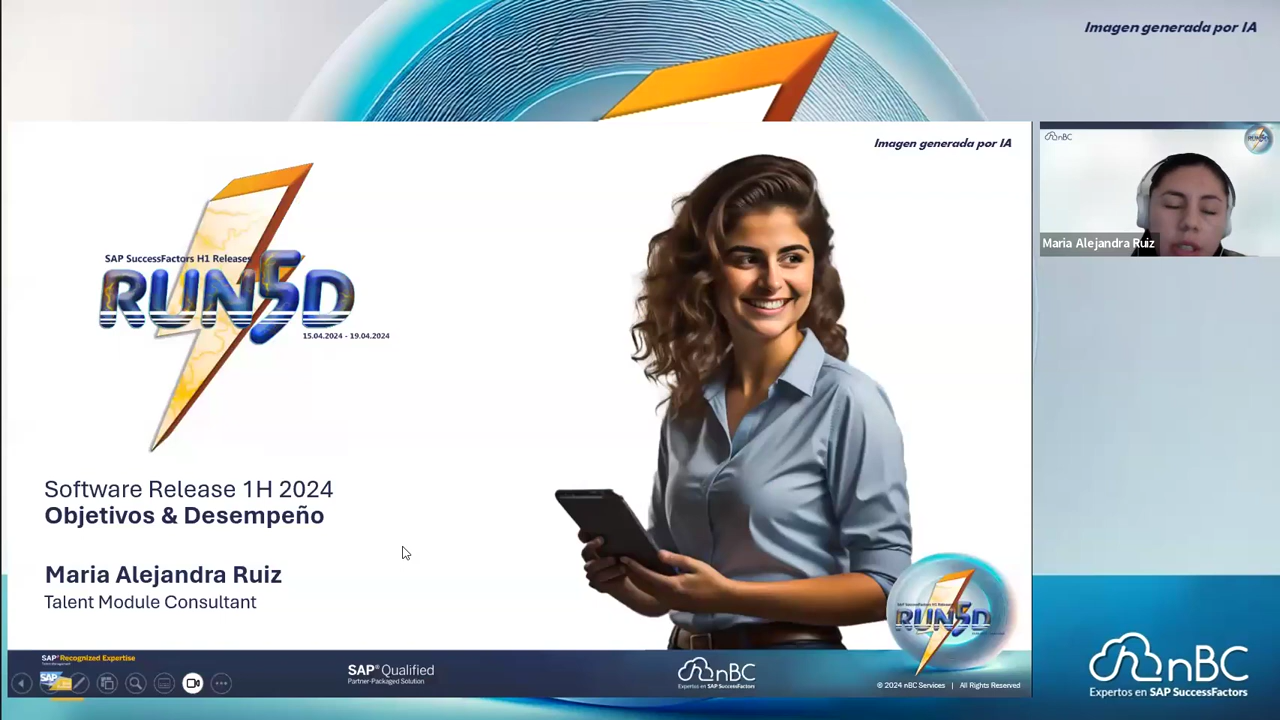 Imagen generada por IA
Imagen generada por IA
nBC
Maria Alejandra Ruiz
SAP SuccessFactors H1 Releases
RUN5D
15.04.2024 - 19.04.2024
Software Release 1H 2024
Objetivos & Desempeño
Maria Alejandra Ruiz
Talent Module Consultant
RUN5D
SAP® Recognized Expertise
SAP
SAP® Qualified
Partner-Packaged Solution
nBC
Expertos en SAP SuccessFactors
© 2024 nBC Services | All Rights Reserved
nBC
Expertos en SAP SuccessFactors